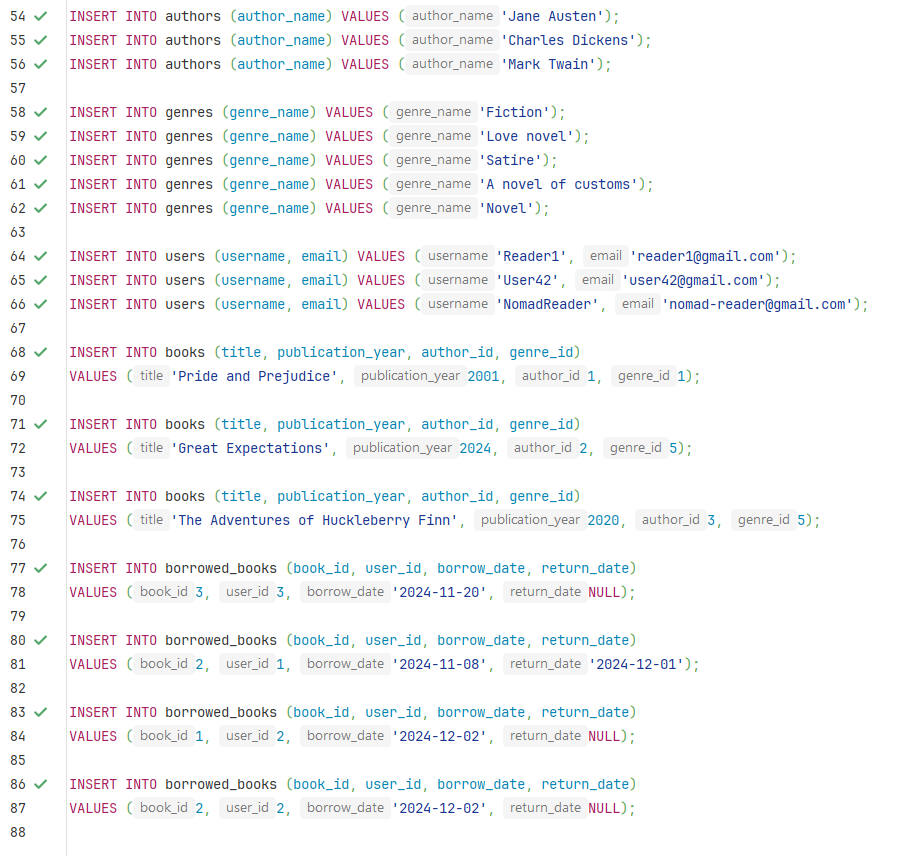 54 INSERT INTO authors (author_name) VALUES ( author_name 'Jane Austen');
55 INSERT INTO authors (author_name) VALUES ( author_name 'Charles Dickens');
56 INSERT INTO authors (author_name) VALUES ( author_name 'Mark Twain');
57
58 INSERT INTO genres (genre_name) VALUES ( genre_name 'Fiction');
59 INSERT INTO genres (genre_name) VALUES ( genre_name 'Love novel');
60 INSERT INTO genres (genre_name) VALUES ( genre_name 'Satire');
61 INSERT INTO genres (genre_name) VALUES ( genre_name 'A novel of customs');
62 INSERT INTO genres (genre_name) VALUES ( genre_name 'Novel');
63
64 INSERT INTO users (username, email) VALUES ( username 'Reader1', email 'reader1@gmail.com');
65 INSERT INTO users (username, email) VALUES ( username 'User42', email 'user42@gmail.com');
66 INSERT INTO users (username, email) VALUES ( username 'NomadReader', email 'nomad-reader@gmail.com');
67
68 INSERT INTO books (title, publication_year, author_id, genre_id)
69 VALUES ( title 'Pride and Prejudice', publication_year 2001, author_id 1, genre_id 1);
70
71 INSERT INTO books (title, publication_year, author_id, genre_id)
72 VALUES ( title 'Great Expectations', publication_year 2024, author_id 2, genre_id 5);
73
74 INSERT INTO books (title, publication_year, author_id, genre_id)
75 VALUES ( title 'The Adventures of Huckleberry Finn', publication_year 2020, author_id 3, genre_id 5);
76
77 INSERT INTO borrowed_books (book_id, user_id, borrow_date, return_date)
78 VALUES ( book_id 3, user_id 3, borrow_date '2024-11-20', return_date NULL);
79
80 INSERT INTO borrowed_books (book_id, user_id, borrow_date, return_date)
81 VALUES ( book_id 2, user_id 1, borrow_date '2024-11-08', return_date '2024-12-01');
82
83 INSERT INTO borrowed_books (book_id, user_id, borrow_date, return_date)
84 VALUES ( book_id 1, user_id 2, borrow_date '2024-12-02', return_date NULL);
85
86 INSERT INTO borrowed_books (book_id, user_id, borrow_date, return_date)
87 VALUES ( book_id 2, user_id 2, borrow_date '2024-12-02', return_date NULL);
88